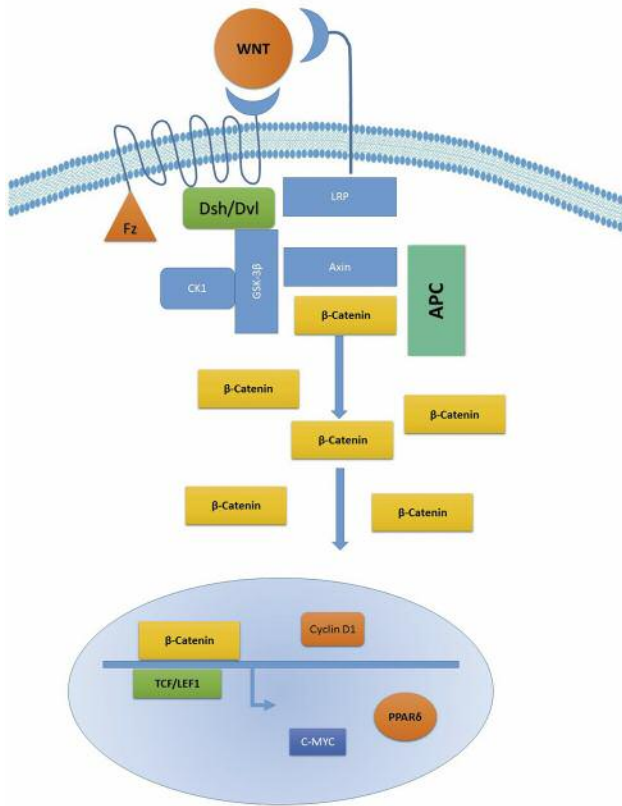 WNT
Fz
Dsh/Dvl
LRP
CK1
GSK-3β
Axin
APC
β-Catenin
β-Catenin
β-Catenin
β-Catenin
β-Catenin
β-Catenin
β-Catenin
Cyclin D1
TCF/LEF1
PPARδ
C-MYC